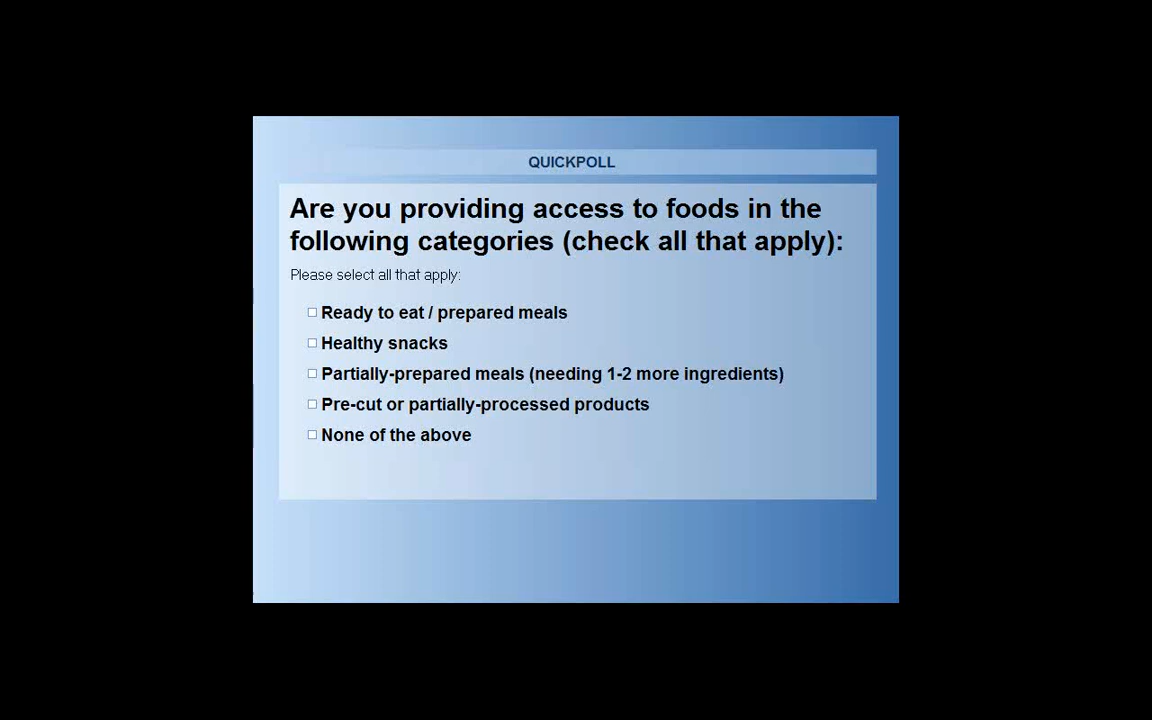 QUICKPOLL
Are you providing access to foods in the
following categories (check all that apply):
Please select all that apply:
Ready to eat / prepared meals
Healthy snacks
Partially-prepared meals (needing 1-2 more ingredients)
Pre-cut or partially-processed products
None of the above